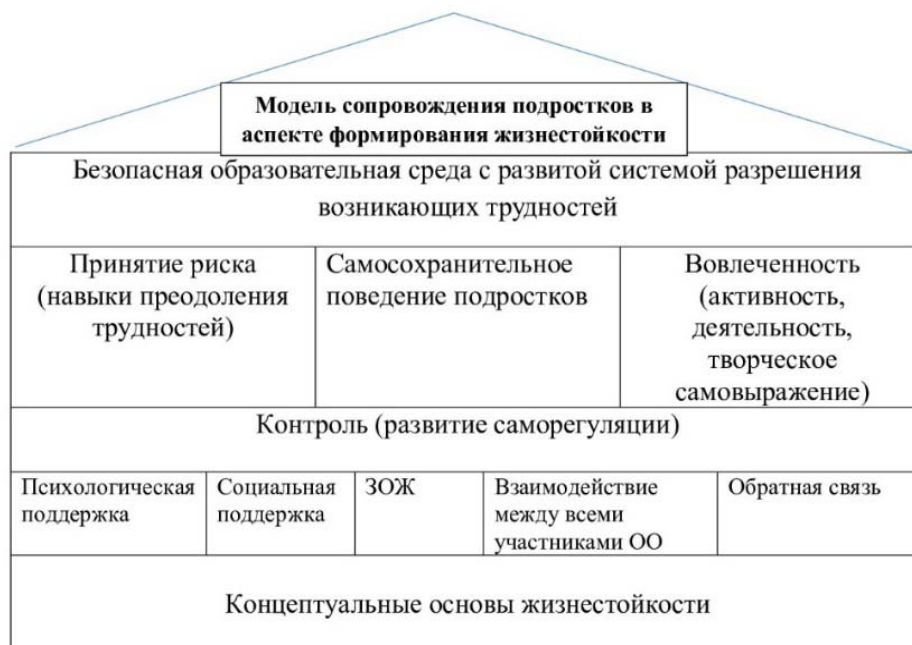 Модель сопровождения подростков в
аспекте формирования жизнестойкости
Безопасная образовательная среда с развитой системой разрешения
возникающих трудностей
Принятие риска
(навыки преодоления
трудностей)
Самосохранительное
поведение подростков
Вовлеченность
(активность,
деятельность,
творческое
самовыражение)
Контроль (развитие саморегуляции)
Психологическая
поддержка
Социальная
поддержка
ЗОЖ
Взаимодействие
между всеми
участниками ОО
Обратная связь
Концептуальные основы жизнестойкости